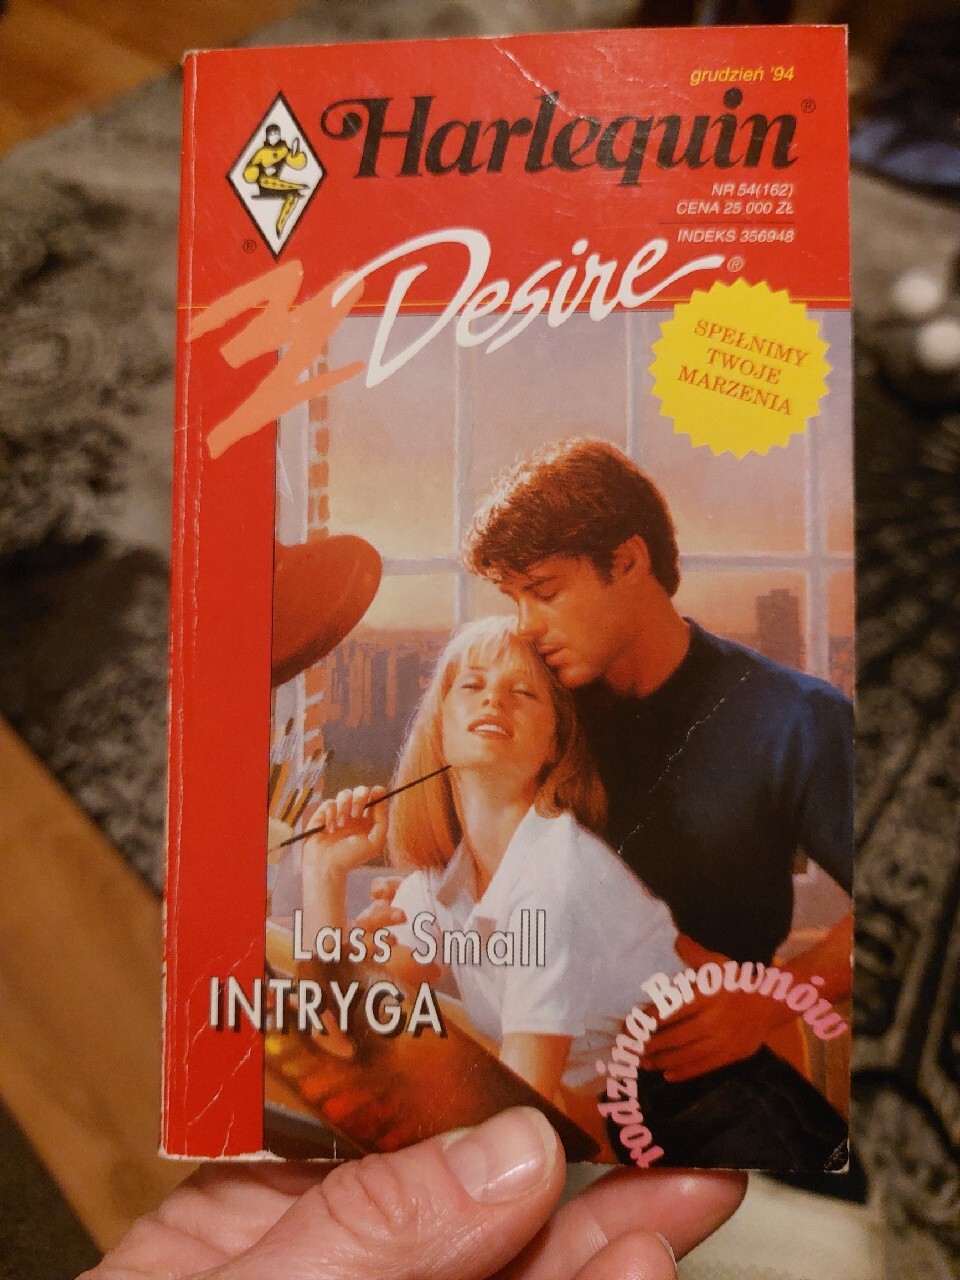 grudzień '94
Harlequin®
NR 54(162)
CENA 25 000 ZŁ
INDEKS 356948
®
Desire®
SPEŁNIMY
TWOJE
MARZENIA
Lass Small
INTRYGA
rodzina Brownów